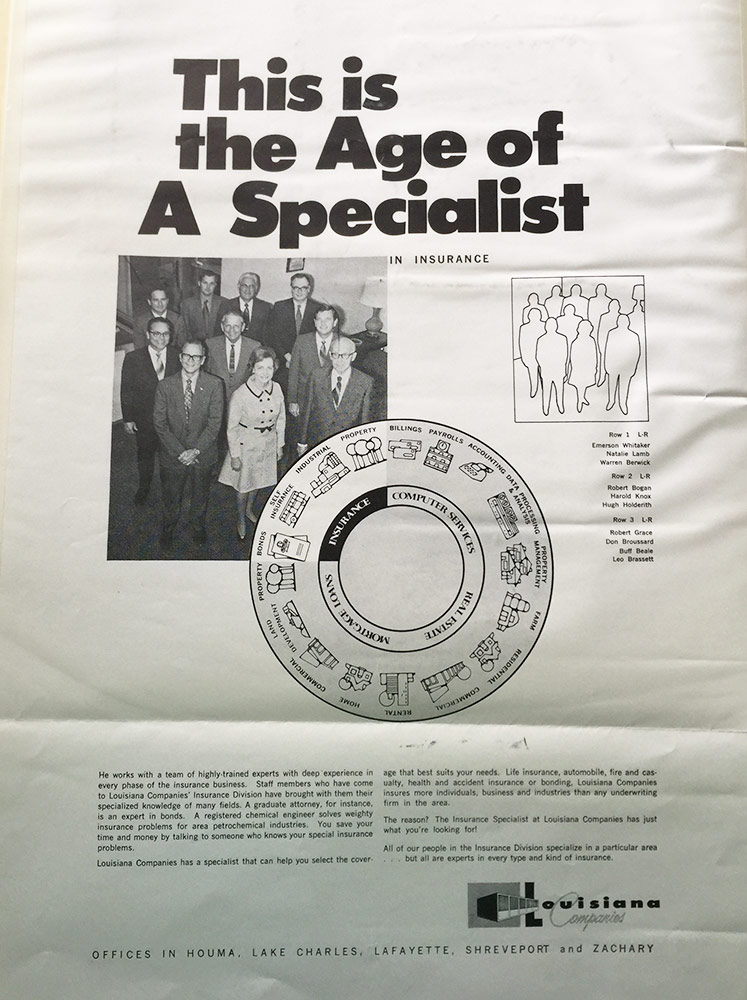 This is
the Age of
A Specialist
IN INSURANCE
Row 1 L-R
Emerson Whitaker
Natalie Lamb
Warren Berwick
Row 2 L-R
Robert Bogan
Harold Knox
Hugh Holderith
Row 3 L-R
Robert Grace
Don Broussard
Buff Beale
Leo Brassett
INSURANCE
COMPUTER SERVICES
REAL ESTATE
MORTGAGE LOANS
BONDS
SELF INSURANCE
INDUSTRIAL
PROPERTY
BILLINGS
PAYROLLS
ACCOUNTING
DATA PROCESSING & ANALYSIS
PROPERTY MANAGEMENT
FARM
RESIDENTIAL
COMMERCIAL
RENTAL
HOME
COMMERCIAL
LAND DEVELOPMENT
PROPERTY
He works with a team of highly-trained experts with deep experience in
every phase of the insurance business. Staff members who have come
to Louisiana Companies' Insurance Division have brought with them their
specialized knowledge of many fields. A graduate attorney, for instance,
is an expert in bonds. A registered chemical engineer solves weighty
insurance problems for area petrochemical industries. You save your
time and money by talking to someone who knows your special insurance
problems.
Louisiana Companies has a specialist that can help you select the cover-
age that best suits your needs. Life insurance, automobile, fire and cas-
ualty, health and accident insurance or bonding, Louisiana Companies
insures more individuals, business and industries than any underwriting
firm in the area.
The reason? The Insurance Specialist at Louisiana Companies has just
what you're looking for!
All of our people in the Insurance Division specialize in a particular area
. . . but all are experts in every type and kind of insurance.
Louisiana
Companies
OFFICES IN HOUMA, LAKE CHARLES, LAFAYETTE, SHREVEPORT and ZACHARY